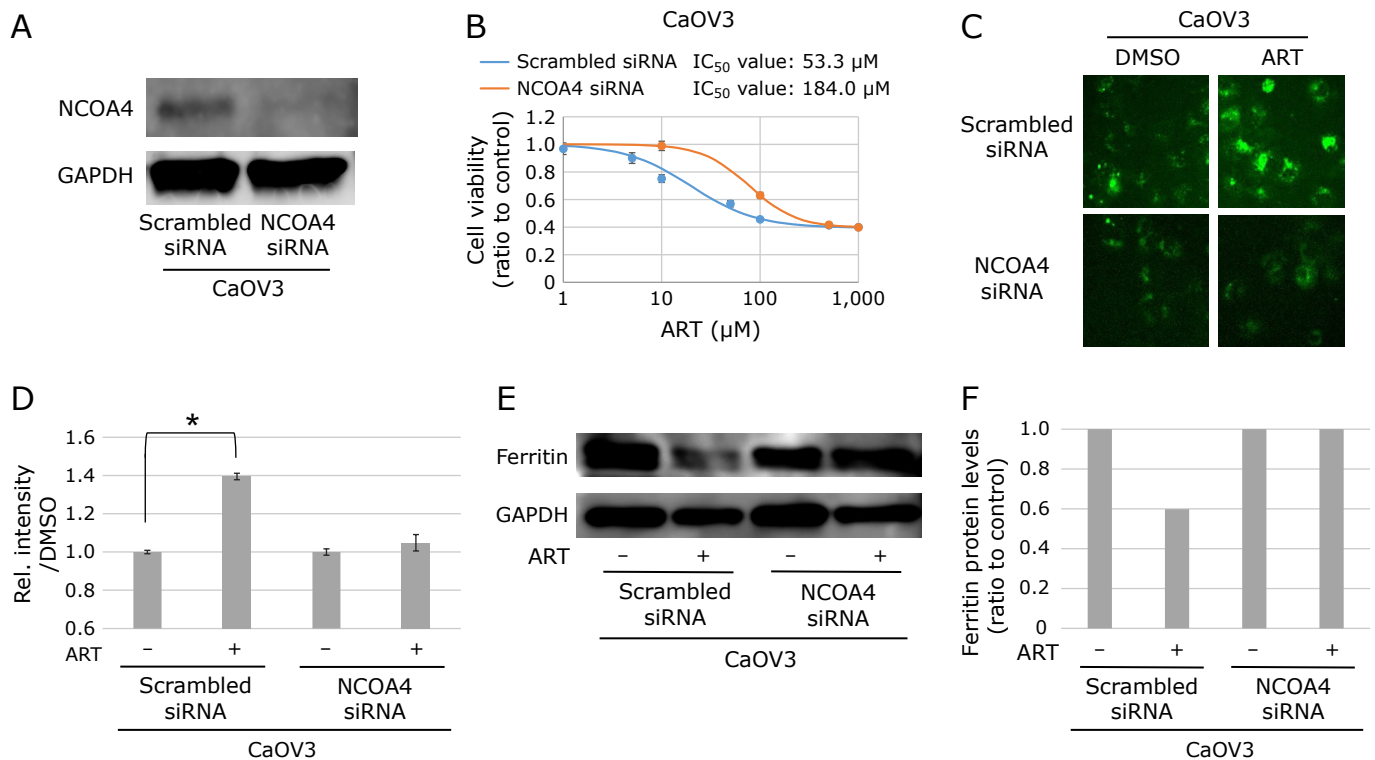 A
NCOA4
GAPDH
Scrambled
siRNA
NCOA4
siRNA
CaOV3
B
CaOV3
Scrambled siRNA IC50 value: 53.3 µM
NCOA4 siRNA IC50 value: 184.0 µM
Cell viability
(ratio to control)
1.2
1.0
0.8
0.6
0.4
0.2
0
1 10 100 1,000
ART (µM)
C
CaOV3
DMSO ART
Scrambled
siRNA
NCOA4
siRNA
D
Rel. intensity
/DMSO
1.6
1.4
1.2
1.0
0.8
0.6
*
ART – + – +
Scrambled
siRNA
NCOA4
siRNA
CaOV3
E
Ferritin
GAPDH
ART – + – +
Scrambled
siRNA
NCOA4
siRNA
CaOV3
F
Ferritin protein levels
(ratio to control)
1.0
0.8
0.6
0.4
0.2
0
ART – + – +
Scrambled
siRNA
NCOA4
siRNA
CaOV3